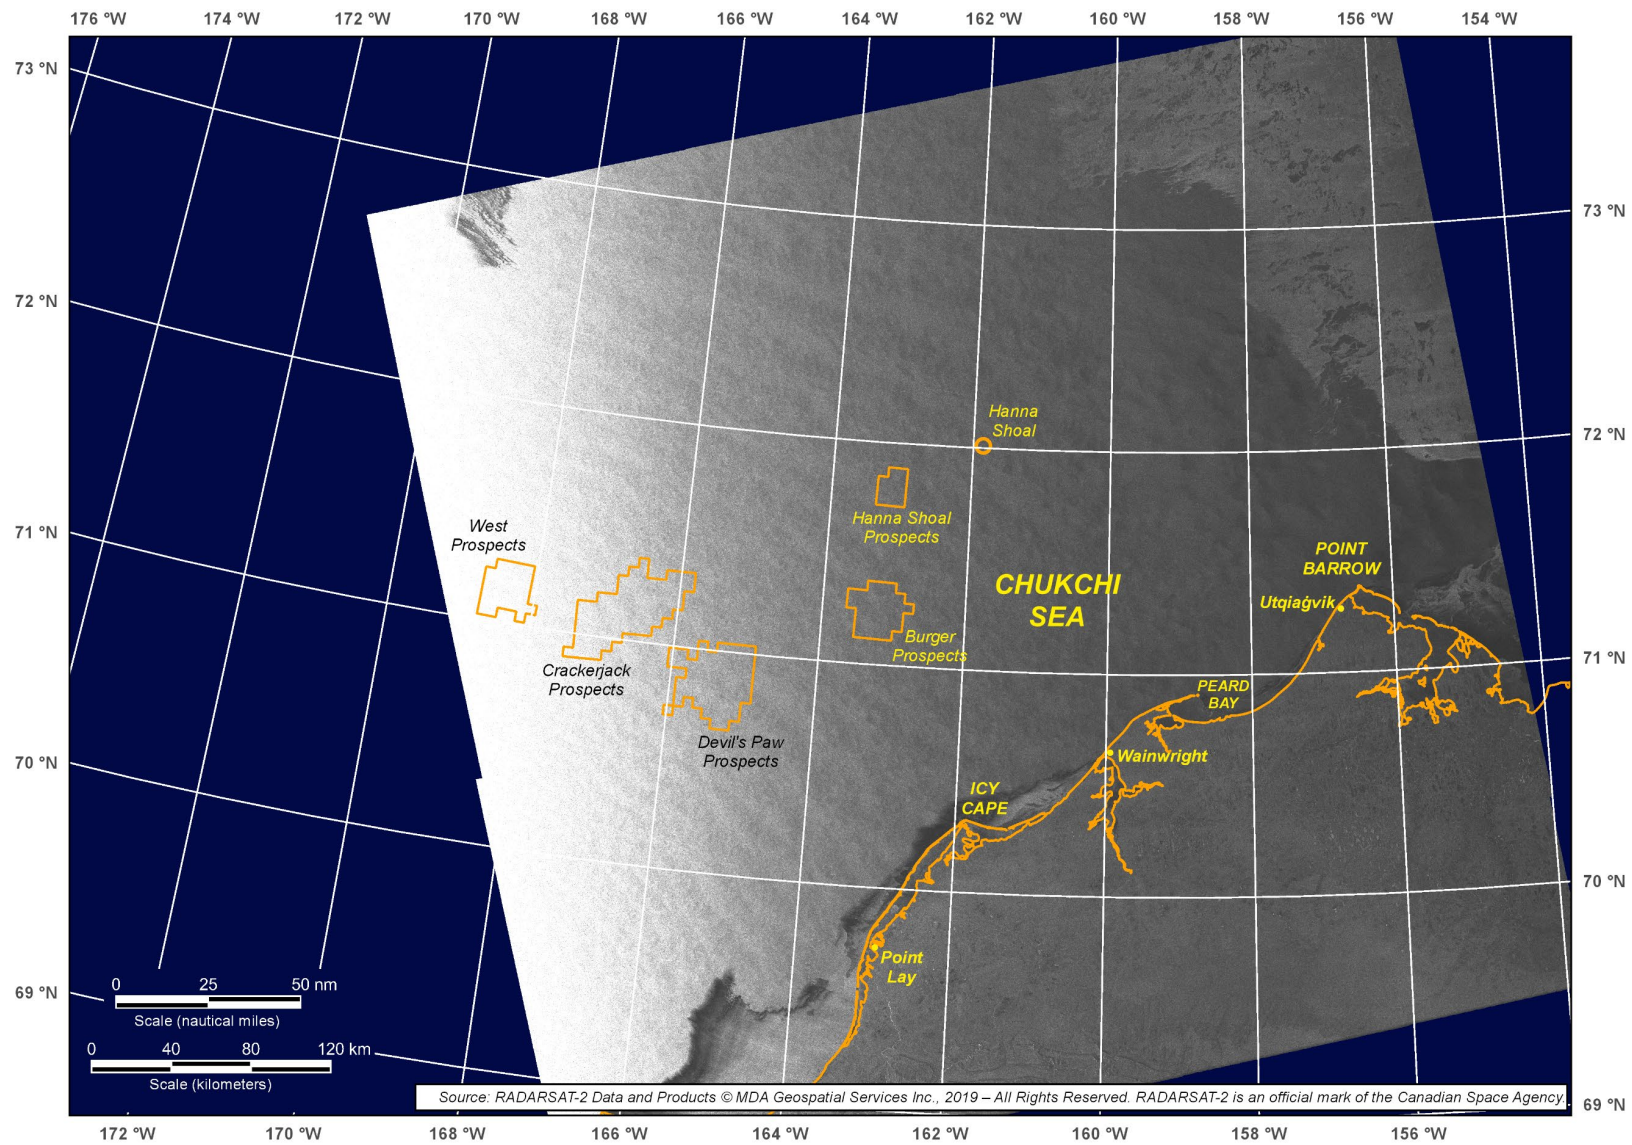 176 °W 174 °W 172 °W 170 °W 168 °W 166 °W 164 °W 162 °W 160 °W 158 °W 156 °W 154 °W
73 °N
73 °N
72 °N
Hanna
Shoal
72 °N
Hanna Shoal
Prospects
West
Prospects
71 °N
POINT
BARROW
CHUKCHI
SEA
Utqiaġvik
Burger
Prospects
71 °N
Crackerjack
Prospects
PEARD
BAY
Devil's Paw
Prospects
Wainwright
70 °N
ICY
CAPE
70 °N
Point
Lay
69 °N
0 25 50 nm
Scale (nautical miles)
0 40 80 120 km
Scale (kilometers)
Source: RADARSAT-2 Data and Products © MDA Geospatial Services Inc., 2019 – All Rights Reserved. RADARSAT-2 is an official mark of the Canadian Space Agency.
69 °N
172 °W 170 °W 168 °W 166 °W 164 °W 162 °W 160 °W 158 °W 156 °W